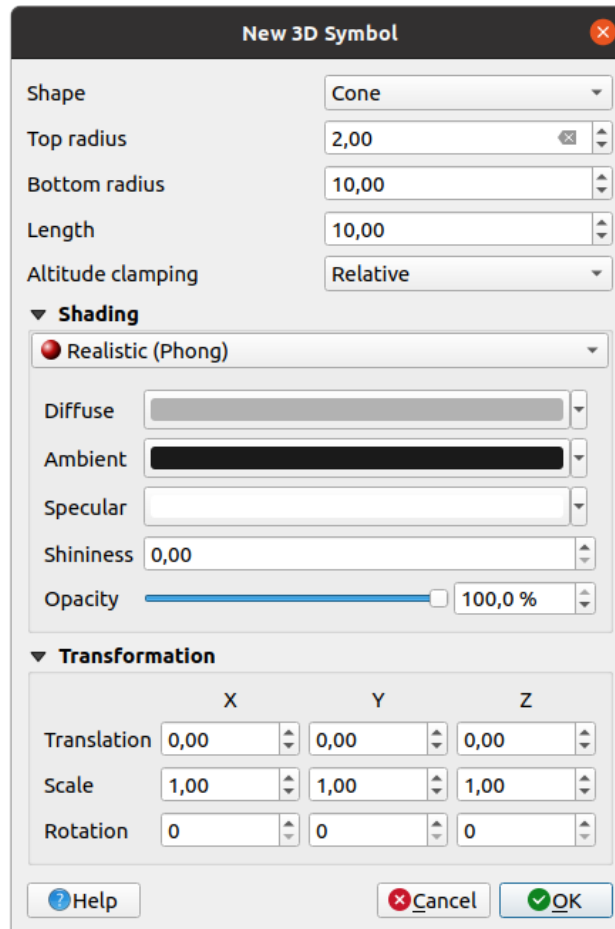 New 3D Symbol
Shape Cone
Top radius 2,00
Bottom radius 10,00
Length 10,00
Altitude clamping Relative
Shading
Realistic (Phong)
Diffuse
Ambient
Specular
Shininess 0,00
Opacity 100,0 %
Transformation
X Y Z
Translation 0,00 0,00 0,00
Scale 1,00 1,00 1,00
Rotation 0 0 0
Help Cancel OK